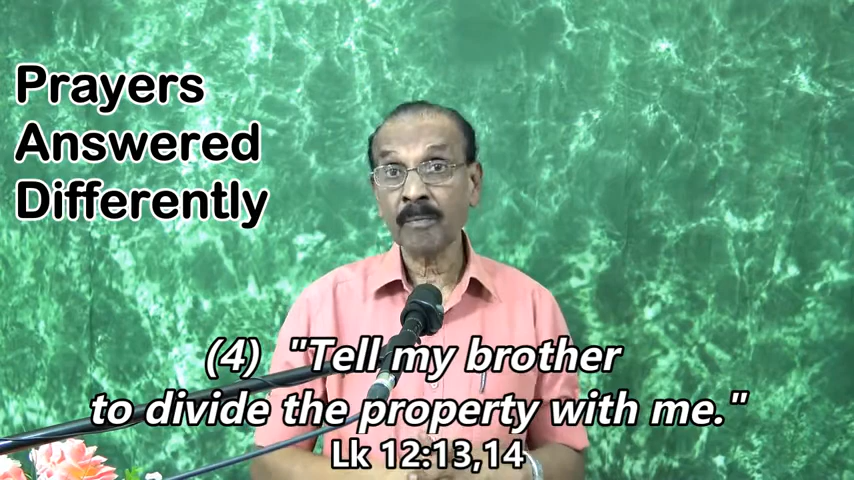 Prayers
Answered
Differently
(4) "Tell my brother
to divide the property with me."
Lk 12:13,14